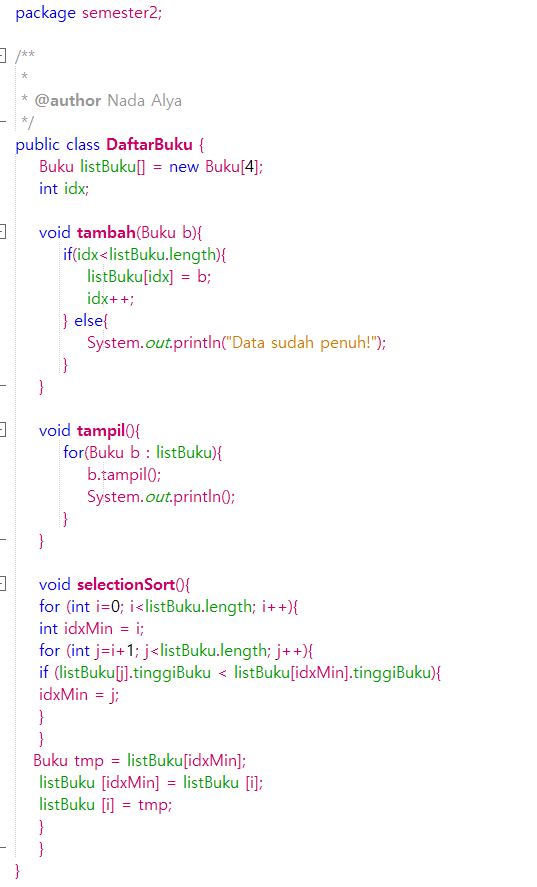 package semester2;
/**
*
* @author Nada Alya
*/
public class DaftarBuku {
Buku listBuku[] = new Buku[4];
int idx;
void tambah(Buku b){
if(idx<listBuku.length){
listBuku[idx] = b;
idx++;
} else{
System.out.println("Data sudah penuh!");
}
}
void tampil(){
for(Buku b : listBuku){
b.tampil();
System.out.println();
}
}
void selectionSort(){
for (int i=0; i<listBuku.length; i++){
int idxMin = i;
for (int j=i+1; j<listBuku.length; j++){
if (listBuku[j].tinggiBuku < listBuku[idxMin].tinggiBuku){
idxMin = j;
}
}
Buku tmp = listBuku[idxMin];
listBuku [idxMin] = listBuku [i];
listBuku [i] = tmp;
}
}
}